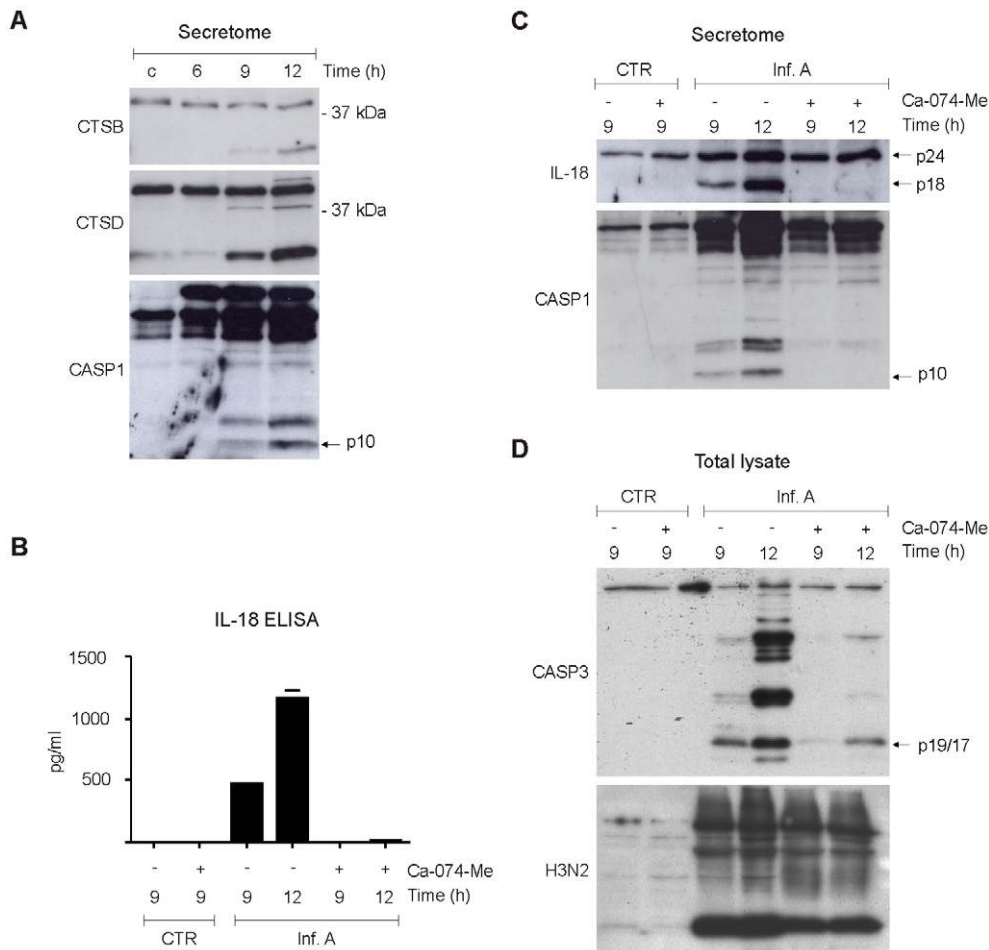 A
Secretome
c 6 9 12 Time (h)
CTSB
- 37 kDa
CTSD
- 37 kDa
CASP1
p10
B
IL-18 ELISA
pg/ml
1500
1000
500
- + - - + + Ca-074-Me
9 9 9 12 9 12 Time (h)
CTR Inf. A
C
Secretome
CTR Inf. A
- + - - + + Ca-074-Me
9 9 9 12 9 12 Time (h)
IL-18
p24
p18
CASP1
p10
D
Total lysate
CTR Inf. A
- + - - + + Ca-074-Me
9 9 9 12 9 12 Time (h)
CASP3
p19/17
H3N2